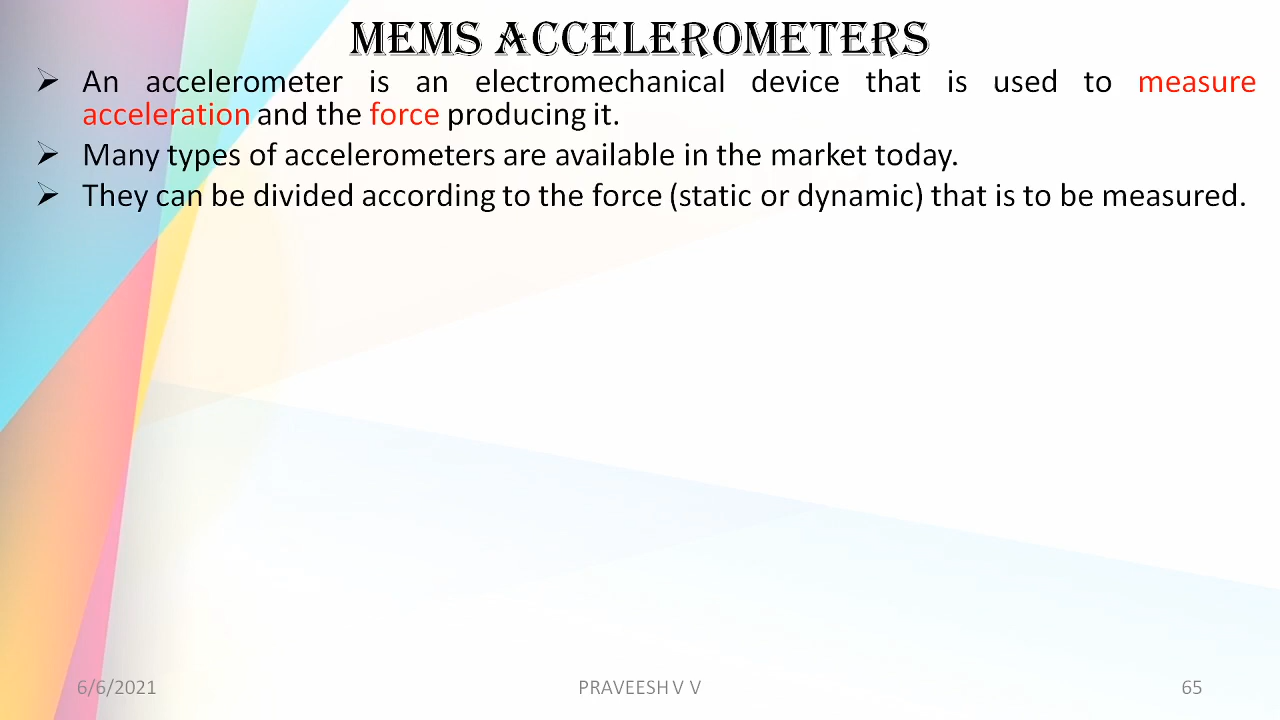 MEMS ACCELEROMETERS
➢ An accelerometer is an electromechanical device that is used to measure
acceleration and the force producing it.
➢ Many types of accelerometers are available in the market today.
➢ They can be divided according to the force (static or dynamic) that is to be measured.
6/6/2021 PRAVEESH V V 65